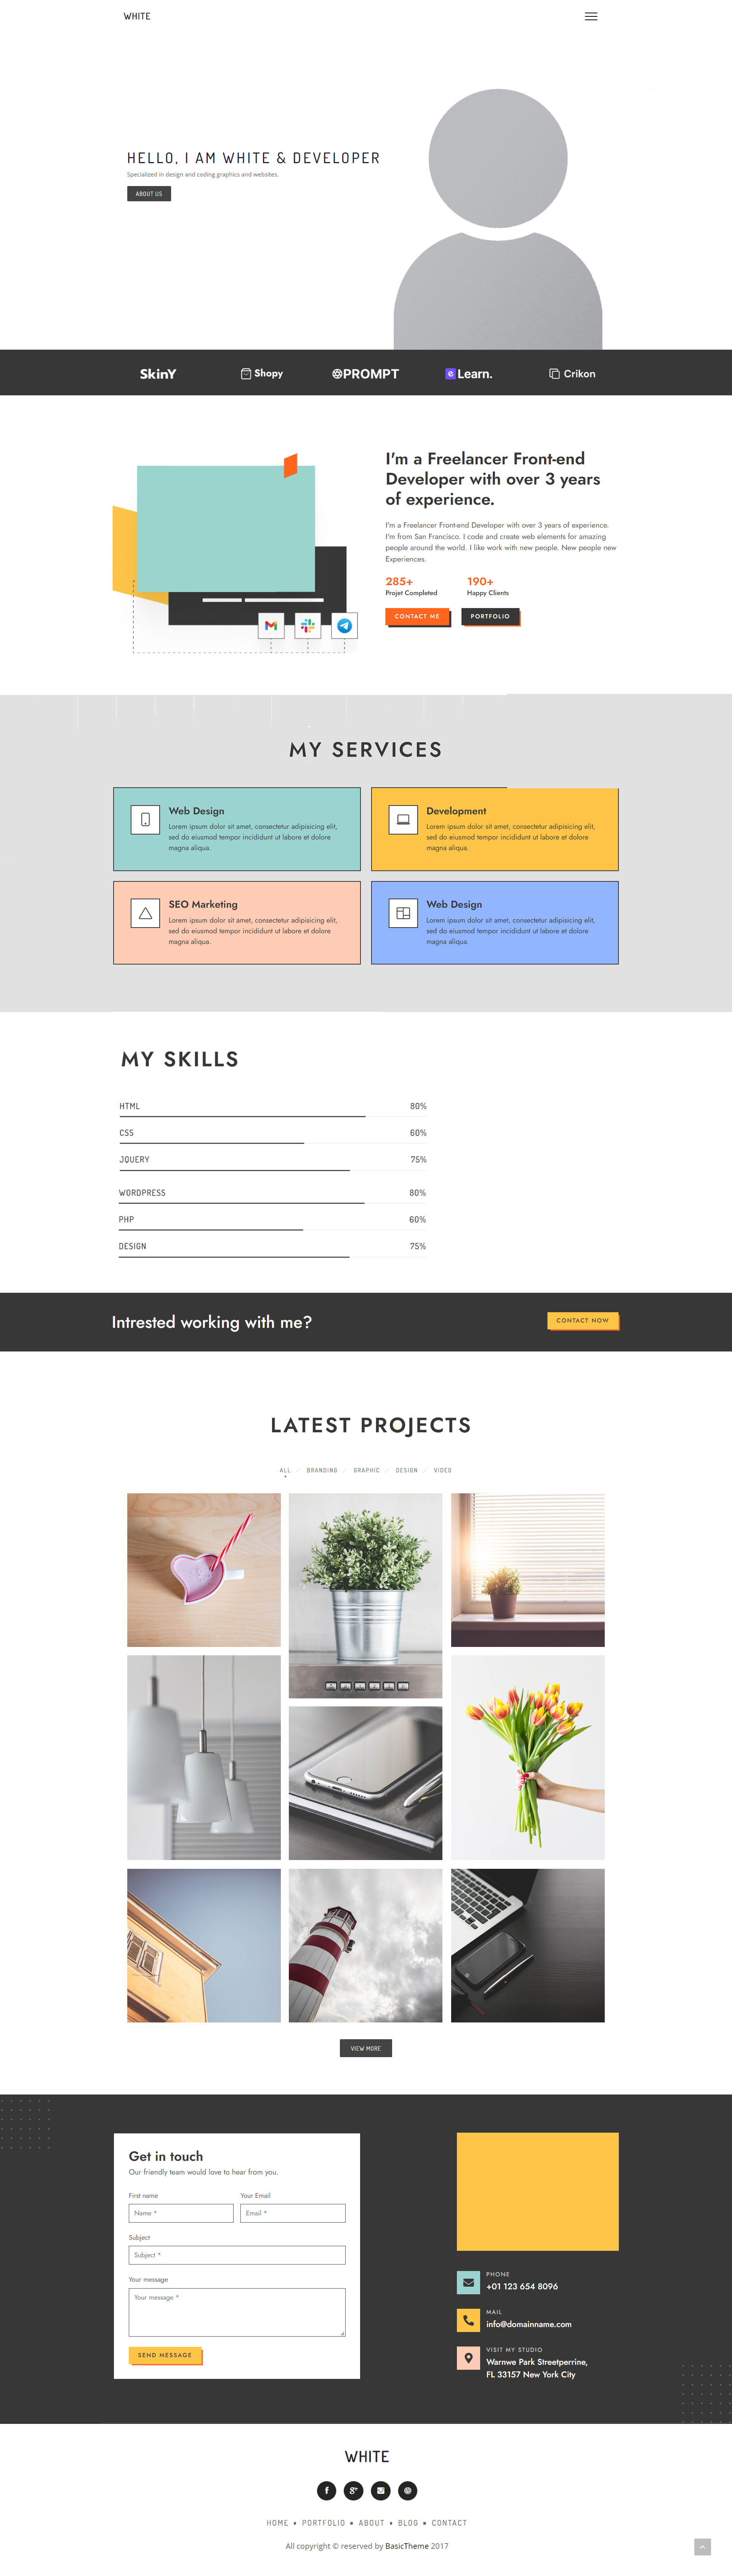 WHITE
HELLO, I AM WHITE & DEVELOPER
Specialized in design and coding graphics and websites.
ABOUT US
SkinY
Shopy
PROMPT
e Learn.
Crikon
I'm a Freelancer Front-end
Developer with over 3 years
of experience.
I'm a Freelancer Front-end Developer with over 3 years of experience.
I'm from San Francisco. I code and create web elements for amazing
people around the world. I like work with new people. New people new
Experiences.
285+
190+
Projet Completed
Happy Clients
CONTACT ME
PORTFOLIO
MY SERVICES
Web Design
Lorem ipsum dolor sit amet, consectetur adipisicing elit,
sed do eiusmod tempor incididunt ut labore et dolore
magna aliqua.
Development
Lorem ipsum dolor sit amet, consectetur adipisicing elit,
sed do eiusmod tempor incididunt ut labore et dolore
magna aliqua.
SEO Marketing
Lorem ipsum dolor sit amet, consectetur adipisicing elit,
sed do eiusmod tempor incididunt ut labore et dolore
magna aliqua.
Web Design
Lorem ipsum dolor sit amet, consectetur adipisicing elit,
sed do eiusmod tempor incididunt ut labore et dolore
magna aliqua.
MY SKILLS
HTML 80%
CSS 60%
JQUERY 75%
WORDPRESS 80%
PHP 60%
DESIGN 75%
Intrested working with me?
CONTACT NOW
LATEST PROJECTS
ALL / BRANDING / GRAPHIC / DESIGN / VIDEO
VIEW MORE
Get in touch
Our friendly team would love to hear from you.
First name
Your Email
Name *
Email *
Subject
Subject *
Your message
Your message *
SEND MESSAGE
PHONE
+01 123 654 8096
MAIL
info@domainname.com
VISIT MY STUDIO
Warnwe Park Streetperrine,
FL 33157 New York City
WHITE
HOME ▪ PORTFOLIO ▪ ABOUT ▪ BLOG ▪ CONTACT
All copyright © reserved by BasicTheme 2017